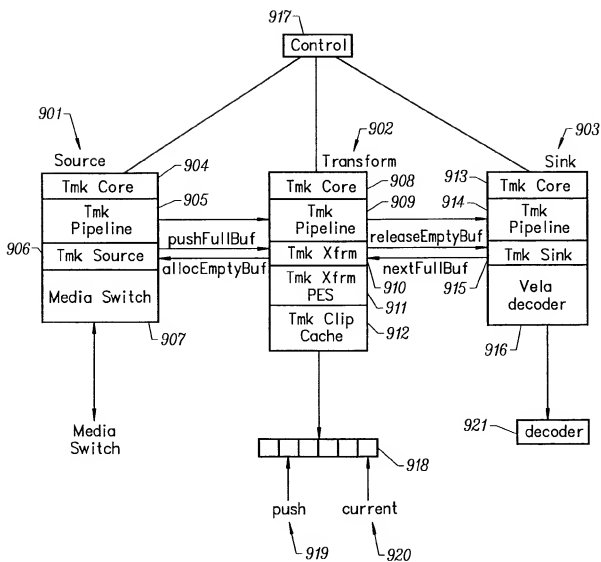 917
Control
901
902
903
Source
904
Transform
Sink
Tmk Core
905
Tmk Pipeline
906
Tmk Source
Media Switch
907
Media
Switch
pushFullBuf
allocEmptyBuf
Tmk Core
908
909
Tmk
Pipeline
Tmk Xfrm
910
Tmk Xfrm
PES
911
Tmk Clip
Cache
912
releaseEmptyBuf
nextFullBuf
913
Tmk Core
914
Tmk
Pipeline
Tmk Sink
915
Vela
decoder
916
921
decoder
918
push
current
919
920